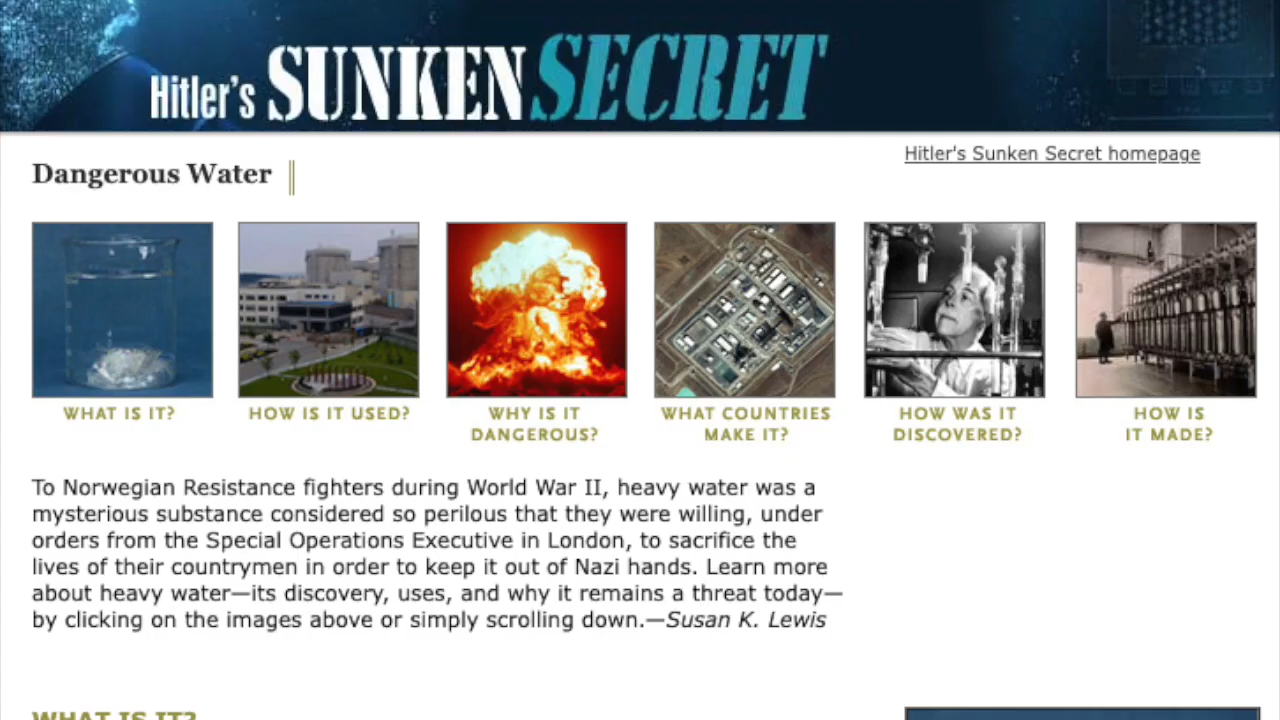 Hitler's SUNKEN SECRET
Hitler's Sunken Secret homepage
Dangerous Water
WHAT IS IT?
HOW IS IT USED?
WHY IS IT
DANGEROUS?
WHAT COUNTRIES
MAKE IT?
HOW WAS IT
DISCOVERED?
HOW IS
IT MADE?
To Norwegian Resistance fighters during World War II, heavy water was a
mysterious substance considered so perilous that they were willing, under
orders from the Special Operations Executive in London, to sacrifice the
lives of their countrymen in order to keep it out of Nazi hands. Learn more
about heavy water—its discovery, uses, and why it remains a threat today—
by clicking on the images above or simply scrolling down.—Susan K. Lewis
WHAT IS IT?